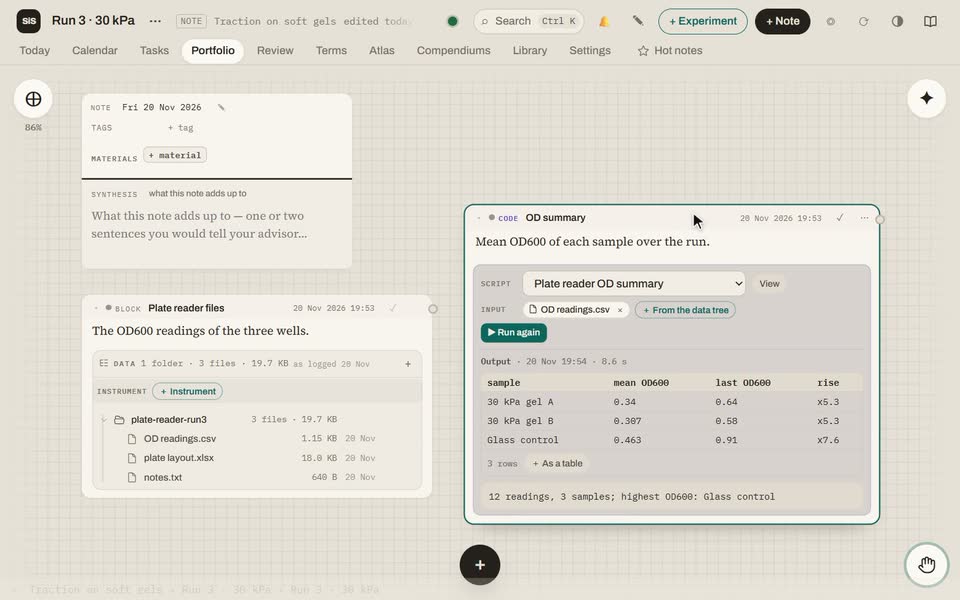 SiS Run 3 · 30 kPa ··· NOTE Traction on soft gels edited today Search Ctrl K + Experiment + Note
Today Calendar Tasks Portfolio Review Terms Atlas Compendiums Library Settings Hot notes
86%
NOTE Fri 20 Nov 2026
TAGS + tag
MATERIALS + material
SYNTHESIS what this note adds up to
What this note adds up to — one or two
sentences you would tell your advisor...
BLOCK Plate reader files 20 Nov 2026 19:53 ✓
The OD600 readings of the three wells.
DATA 1 folder · 3 files · 19.7 KB as logged 20 Nov +
INSTRUMENT + Instrument
plate-reader-run3 3 files · 19.7 KB
OD readings.csv 1.15 KB 20 Nov
plate layout.xlsx 18.0 KB 20 Nov
notes.txt 640 B 20 Nov
CODE OD summary 20 Nov 2026 19:53 ✓ ···
Mean OD600 of each sample over the run.
SCRIPT Plate reader OD summary View
INPUT OD readings.csv × + From the data tree
▶ Run again
Output · 20 Nov 19:54 · 8.6 s
sample mean OD600 last OD600 rise
30 kPa gel A 0.34 0.64 x5.3
30 kPa gel B 0.307 0.58 x5.3
Glass control 0.463 0.91 x7.6
3 rows + As a table
12 readings, 3 samples; highest OD600: Glass control
+
Traction on soft gels · Run 3 · 30 kPa · Run 3 · 30 kPa